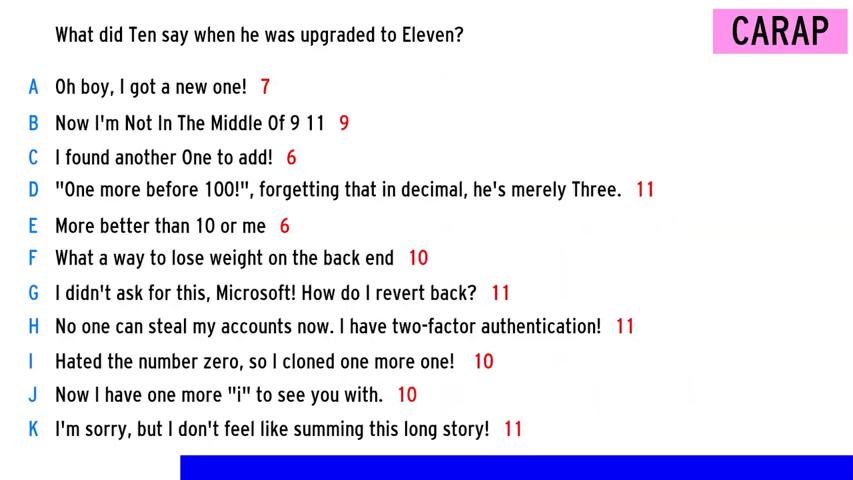 What did Ten say when he was upgraded to Eleven?
CARAP
A Oh boy, I got a new one! 7
B Now I'm Not In The Middle Of 9 11 9
C I found another One to add! 6
D "One more before 100!", forgetting that in decimal, he's merely Three. 11
E More better than 10 or me 6
F What a way to lose weight on the back end 10
G I didn't ask for this, Microsoft! How do I revert back? 11
H No one can steal my accounts now. I have two-factor authentication! 11
I Hated the number zero, so I cloned one more one! 10
J Now I have one more "i" to see you with. 10
K I'm sorry, but I don't feel like summing this long story! 11